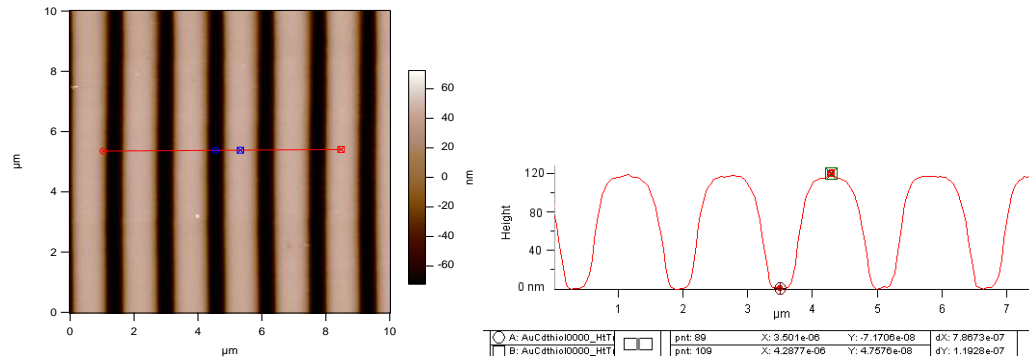 10
8
6
4
2
0
µm
0 2 4 6 8 10
µm
60
40
20
0
-20
-40
-60
nm
120
80
40
0 nm
Height
1 2 3 4 5 6 7
µm
A: AuCdthiol0000_HtTr pnt: 89 X: 3.501e-06 Y: -7.1706e-08 dX: 7.8673e-07
B: AuCdthiol0000_HtTr pnt: 109 X: 4.2877e-06 Y: 4.7576e-08 dY: 1.1928e-07